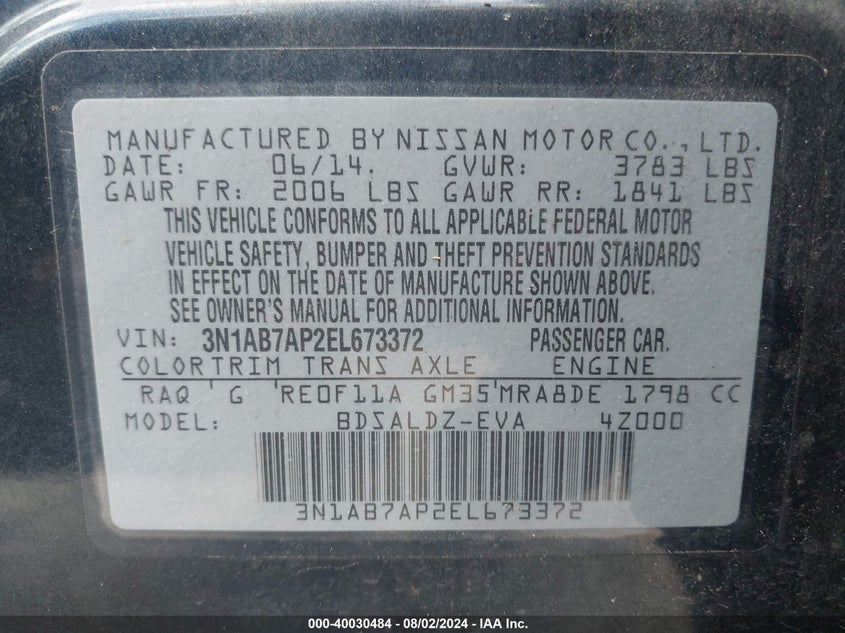 MANUFACTURED BY NISSAN MOTOR CO., LTD.
DATE: 06/14. GVWR: 3783 LBS
GAWR FR: 2006 LBS GAWR RR: 1841 LBS
THIS VEHICLE CONFORMS TO ALL APPLICABLE FEDERAL MOTOR
VEHICLE SAFETY, BUMPER AND THEFT PREVENTION STANDARDS
IN EFFECT ON THE DATE OF MANUFACTURE SHOWN ABOVE.
SEE OWNER'S MANUAL FOR ADDITIONAL INFORMATION.
VIN: 3N1AB7AP2EL673372 PASSENGER CAR.
COLORTRIM TRANS AXLE ENGINE
RAQ ' G 'RE0F11A GM35'MRA8DE 1798 CC
MODEL: BDSALDZ-EVA 4Z000
3N1AB7AP2EL673372
000-40030484 - 08/02/2024 - IAA Inc.